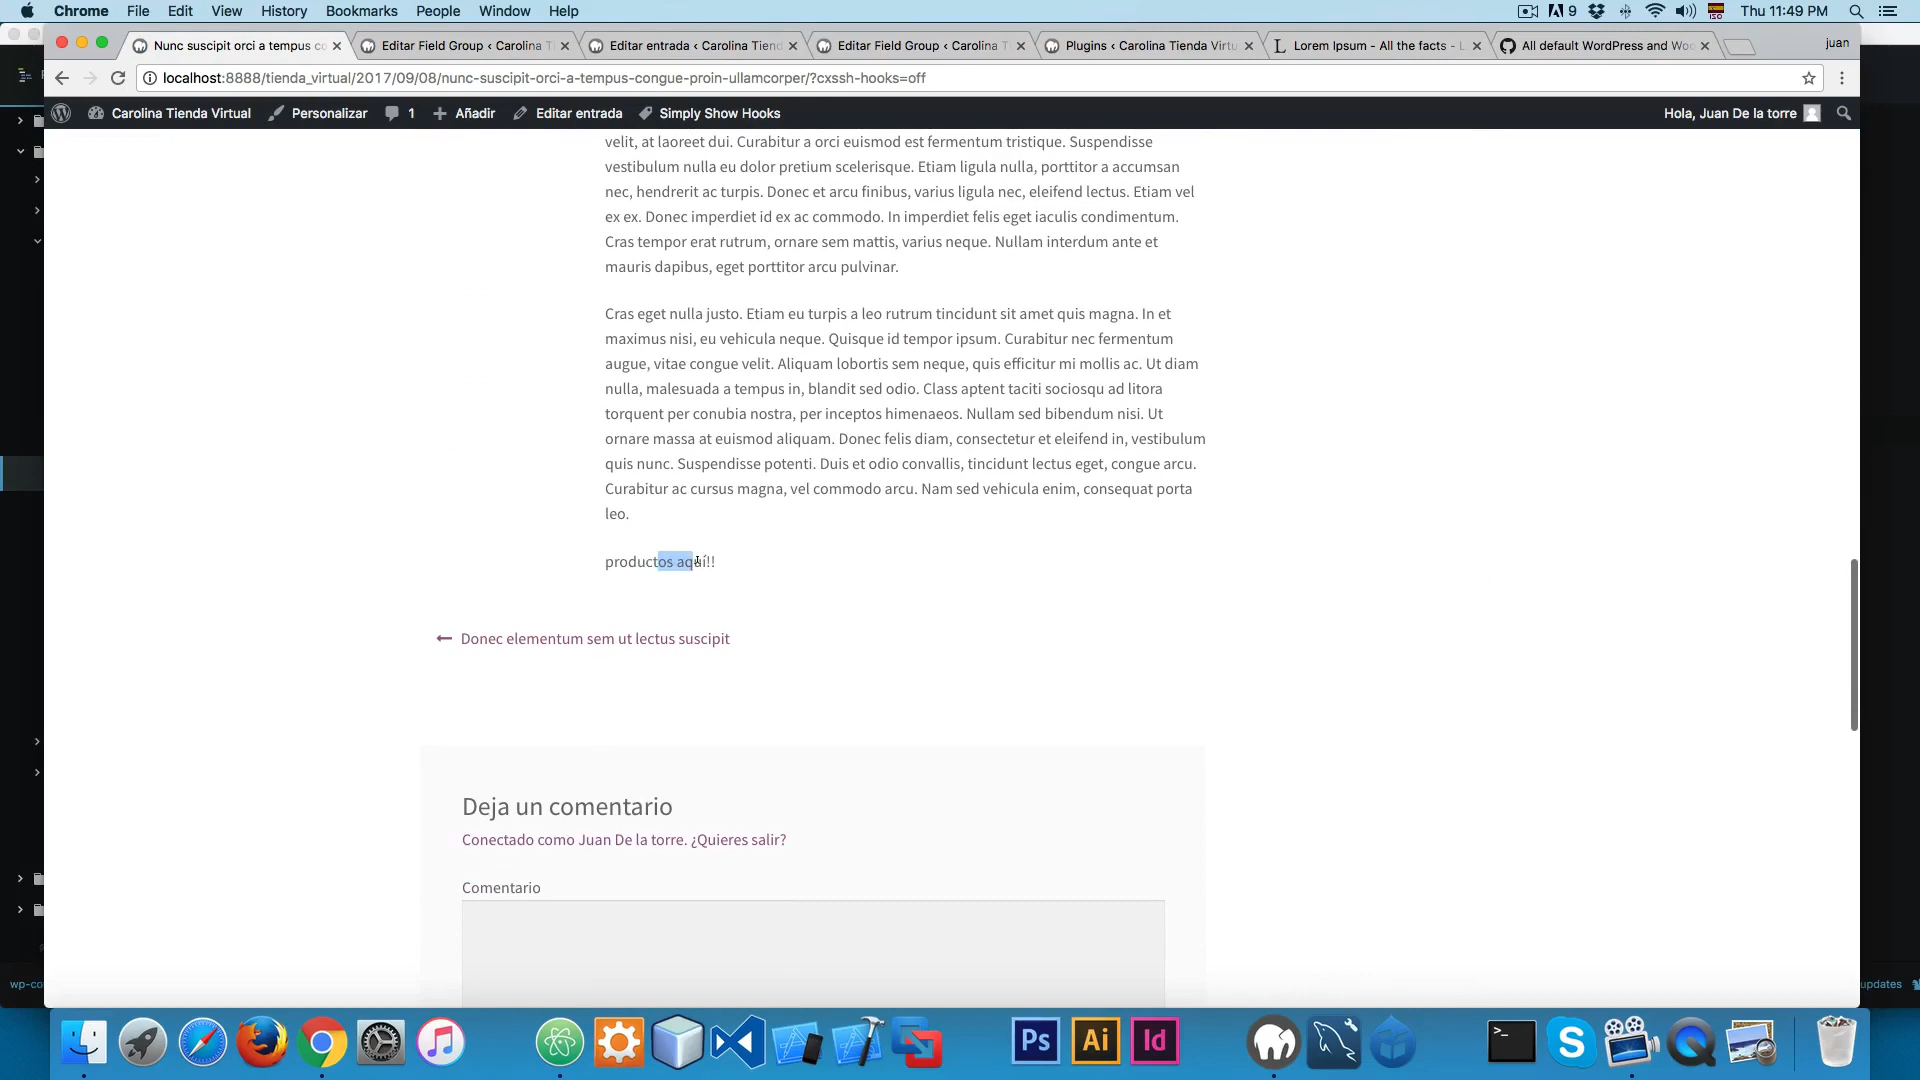 Chrome File Edit View History Bookmarks People Window Help 9 ISO Thu 11:49 PM
Nunc suscipit orci a tempus co Editar Field Group ‹ Carolina T Editar entrada ‹ Carolina Tiend Editar Field Group ‹ Carolina T Plugins ‹ Carolina Tienda Virtu Lorem Ipsum - All the facts - L All default WordPress and Woo juan
localhost:8888/tienda_virtual/2017/09/08/nunc-suscipit-orci-a-tempus-congue-proin-ullamcorper/?cxssh-hooks=off
Carolina Tienda Virtual Personalizar 1 Añadir Editar entrada Simply Show Hooks Hola, Juan De la torre
velit, at laoreet dui. Curabitur a orci euismod est fermentum tristique. Suspendisse
vestibulum nulla eu dolor pretium scelerisque. Etiam ligula nulla, porttitor a accumsan
nec, hendrerit ac turpis. Donec et arcu finibus, varius ligula nec, eleifend lectus. Etiam vel
ex ex. Donec imperdiet id ex ac commodo. In imperdiet felis eget iaculis condimentum.
Cras tempor erat rutrum, ornare sem mattis, varius neque. Nullam interdum ante et
mauris dapibus, eget porttitor arcu pulvinar.
Cras eget nulla justo. Etiam eu turpis a leo rutrum tincidunt sit amet quis magna. In et
maximus nisi, eu vehicula neque. Quisque id tempor ipsum. Curabitur nec fermentum
augue, vitae congue velit. Aliquam lobortis sem neque, quis efficitur mi mollis ac. Ut diam
nulla, malesuada a tempus in, blandit sed odio. Class aptent taciti sociosqu ad litora
torquent per conubia nostra, per inceptos himenaeos. Nullam sed bibendum nisi. Ut
ornare massa at euismod aliquam. Donec felis diam, consectetur et eleifend in, vestibulum
quis nunc. Suspendisse potenti. Duis et odio convallis, tincidunt lectus eget, congue arcu.
Curabitur ac cursus magna, vel commodo arcu. Nam sed vehicula enim, consequat porta
leo.
productos aquí!!
Donec elementum sem ut lectus suscipit
Deja un comentario
Conectado como Juan De la torre. ¿Quieres salir?
Comentario
wp-co updates
Ps Ai Id